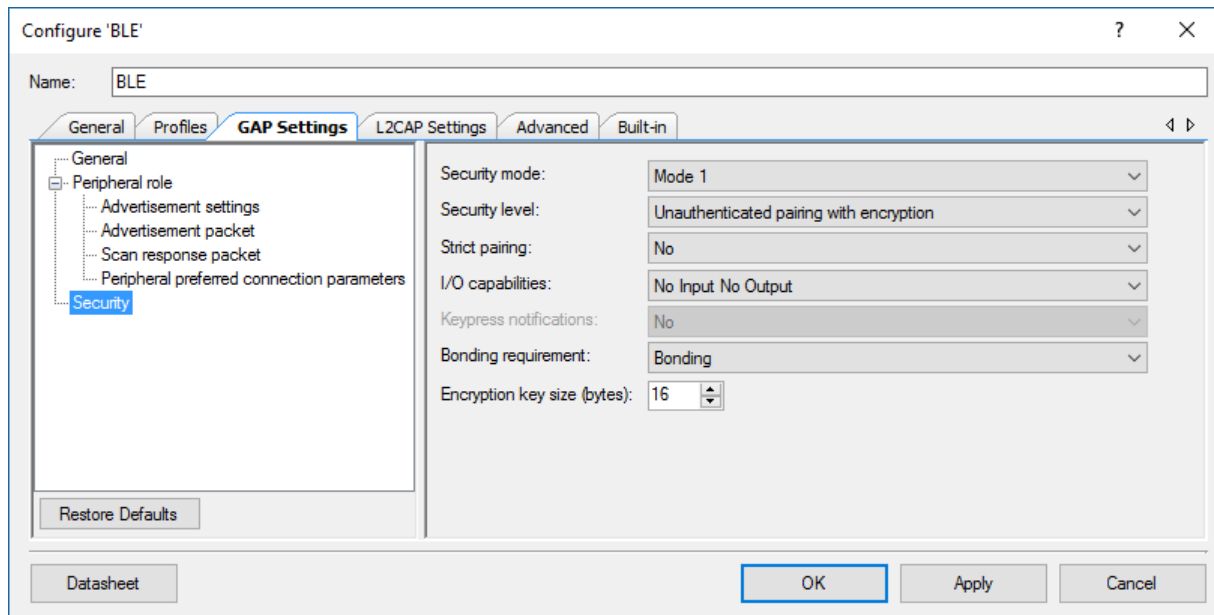 Configure 'BLE'
?
Name: BLE
General Profiles GAP Settings L2CAP Settings Advanced Built-in
General
Peripheral role
Advertisement settings
Advertisement packet
Scan response packet
Peripheral preferred connection parameters
Security
Restore Defaults
Security mode: Mode 1
Security level: Unauthenticated pairing with encryption
Strict pairing: No
I/O capabilities: No Input No Output
Keypress notifications: No
Bonding requirement: Bonding
Encryption key size (bytes): 16
Datasheet OK Apply Cancel